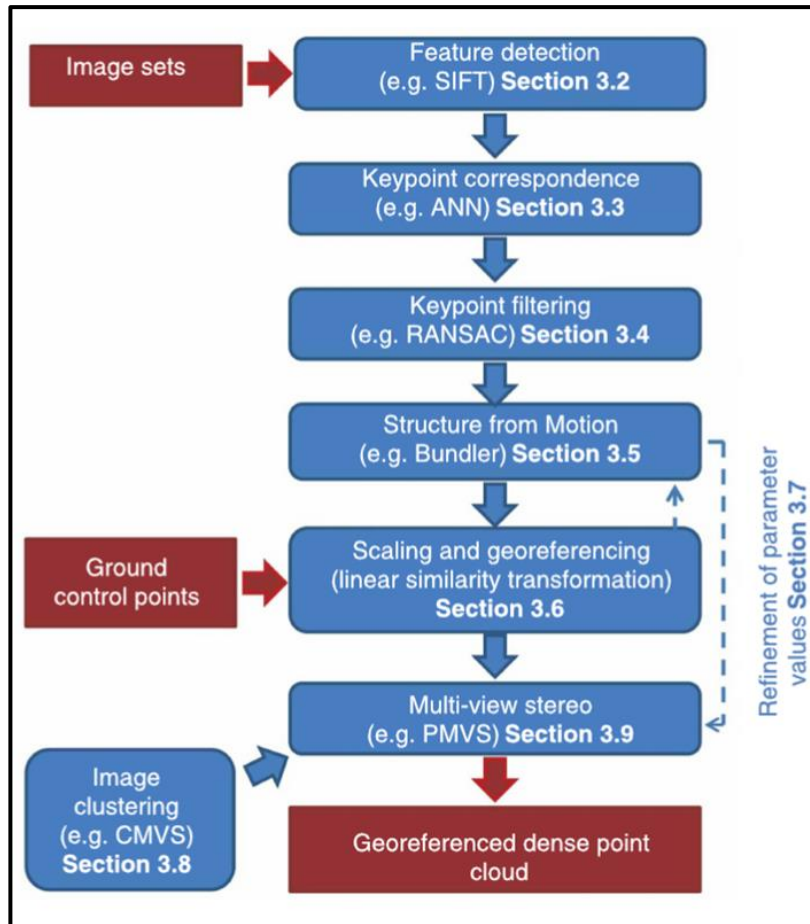 Image sets
Feature detection
(e.g. SIFT) Section 3.2
Keypoint correspondence
(e.g. ANN) Section 3.3
Keypoint filtering
(e.g. RANSAC) Section 3.4
Structure from Motion
(e.g. Bundler) Section 3.5
Ground
control points
Scaling and georeferencing
(linear similarity transformation)
Section 3.6
Refinement of parameter
values Section 3.7
Multi-view stereo
(e.g. PMVS) Section 3.9
Image
clustering
(e.g. CMVS)
Section 3.8
Georeferenced dense point
cloud